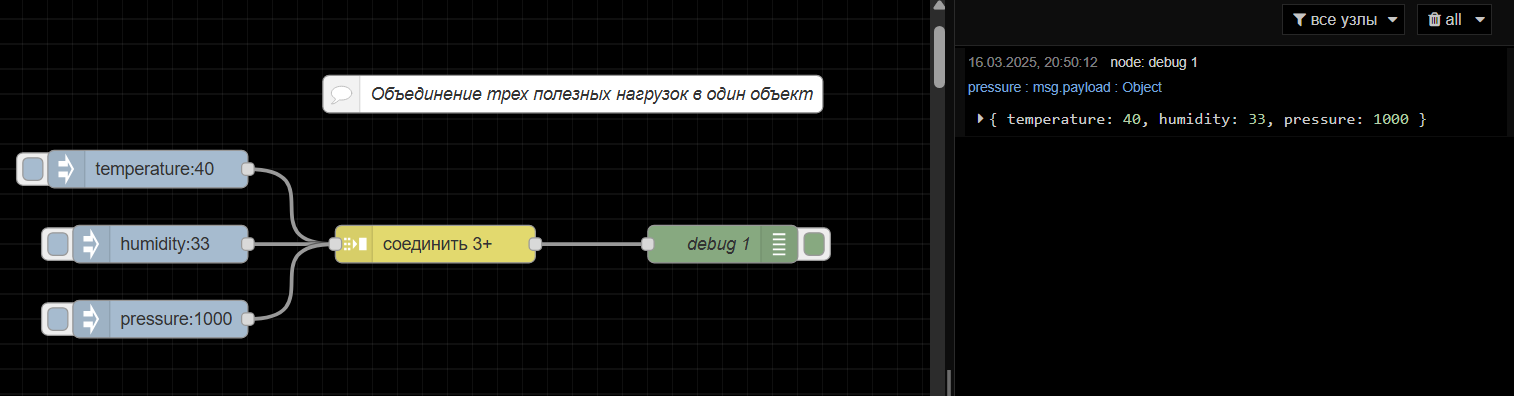 Объединение трех полезных нагрузок в один объект
temperature:40
humidity:33
соединить 3+
debug 1
pressure:1000
все узлы
all
16.03.2025, 20:50:12 node: debug 1
pressure : msg.payload : Object
{ temperature: 40, humidity: 33, pressure: 1000 }